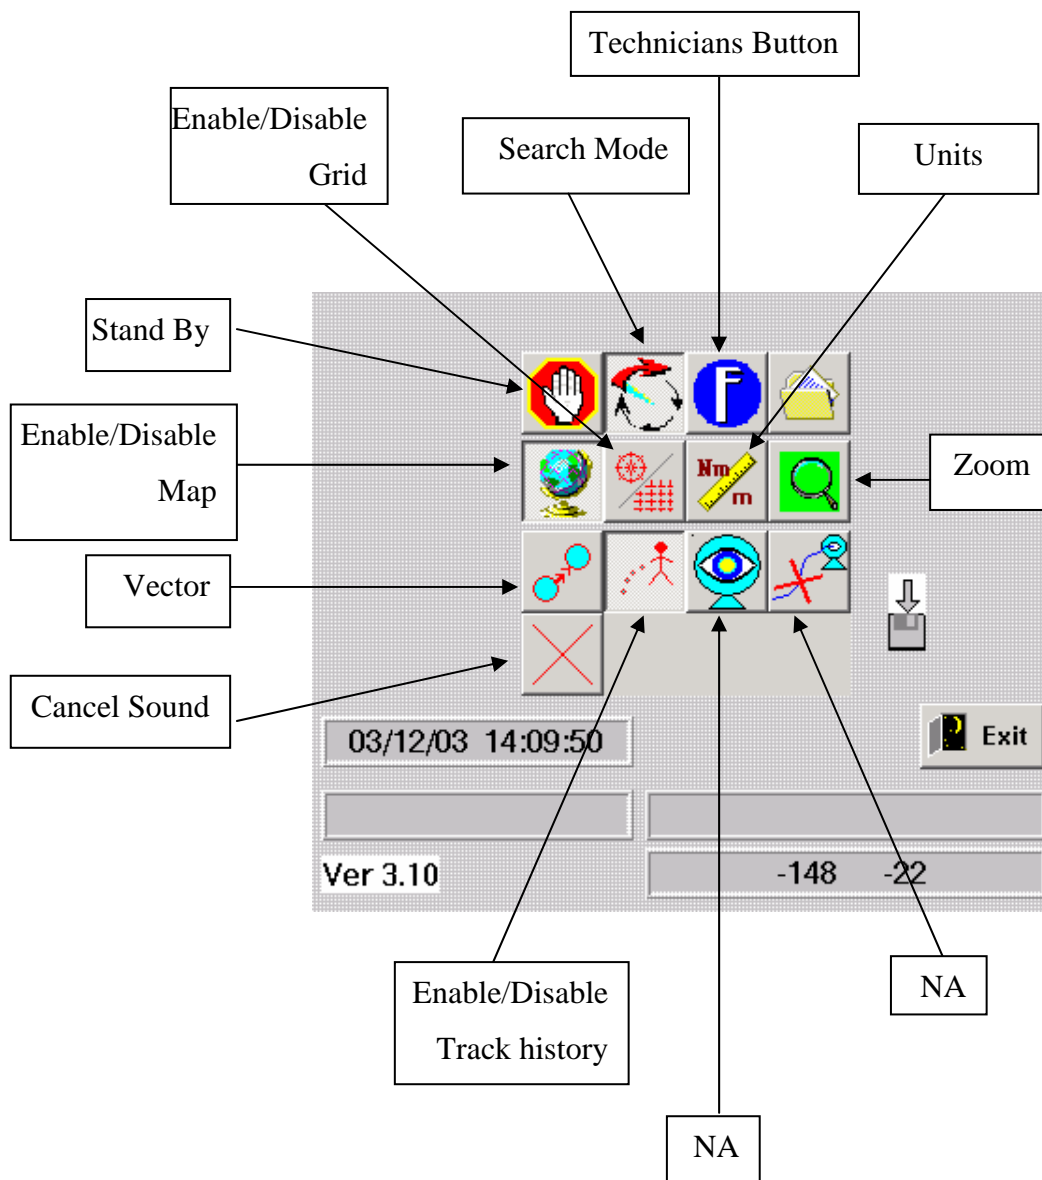 Technicians Button
Enable/Disable
Grid
Search Mode
Units
Stand By
F
Enable/Disable
Map
Nm
m
Zoom
Vector
Cancel Sound
03/12/03 14:09:50
Exit
Ver 3.10
-148 -22
Enable/Disable
Track history
NA
NA